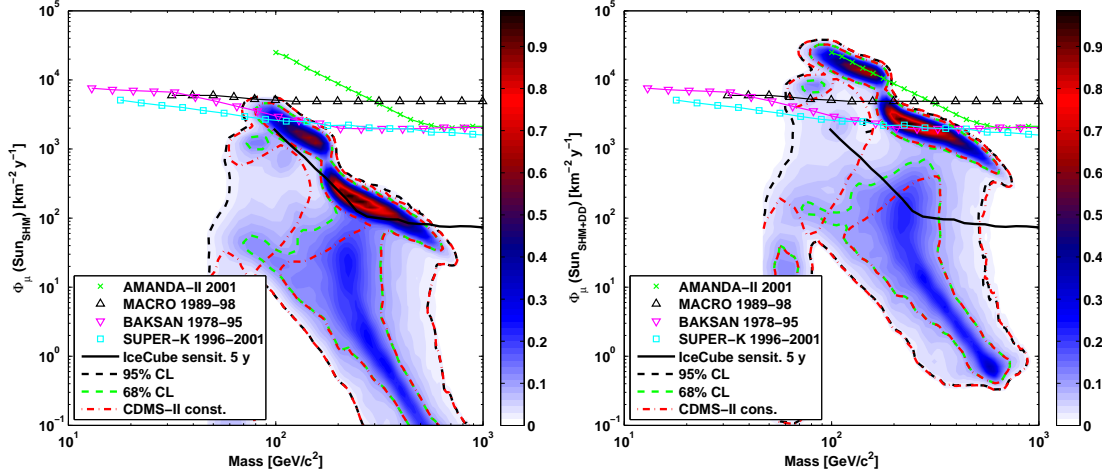 10^5
10^4
10^3
10^2
10^1
10^0
10^-1
Φ_μ (Sun_SHM) [km^-2 y^-1]
10^1 10^2 10^3
Mass [GeV/c^2]
AMANDA-II 2001
MACRO 1989-98
BAKSAN 1978-95
SUPER-K 1996-2001
IceCube sensit. 5 y
95% CL
68% CL
CDMS-II const.
0.9
0.8
0.7
0.6
0.5
0.4
0.3
0.2
0.1
0
10^5
10^4
10^3
10^2
10^1
10^0
10^-1
Φ_μ (Sun_SHM+DD) [km^-2 y^-1]
10^1 10^2 10^3
Mass [GeV/c^2]
AMANDA-II 2001
MACRO 1989-98
BAKSAN 1978-95
SUPER-K 1996-2001
IceCube sensit. 5 y
95% CL
68% CL
CDMS-II cons.
0.9
0.8
0.7
0.6
0.5
0.4
0.3
0.2
0.1
0